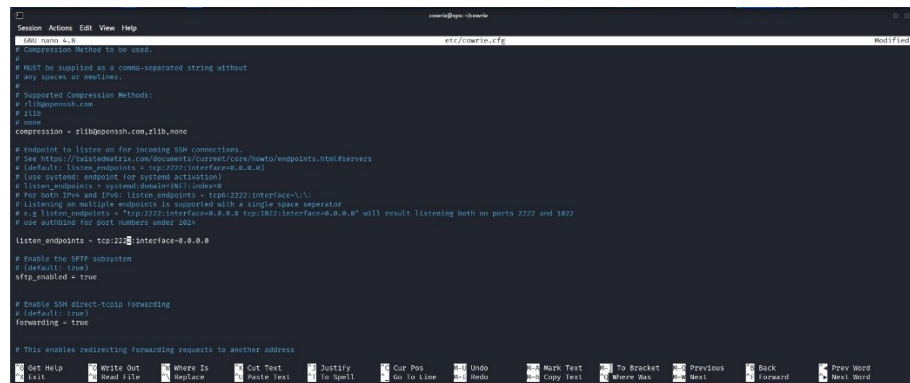 cowrie@vps: ~/cowrie
Session Actions Edit View Help
GNU nano 4.8 etc/cowrie.cfg Modified
# Compression Method to be used.
#
# MUST be supplied as a comma-separated string without
# any spaces or newlines.
#
# Supported Compression Methods:
# zlib@openssh.com
# zlib
# none
compression = zlib@openssh.com,zlib,none
# Endpoint to listen on for incoming SSH connections.
# See https://twistedmatrix.com/documents/current/core/howto/endpoints.html#servers
# (default: listen_endpoints = tcp:2222:interface=0.0.0.0)
# (use systemd: endpoint for systemd activation)
# listen_endpoints = systemd:domain=INET:index=0
# For both IPv4 and IPv6: listen_endpoints = tcp6:2222:interface=\:\:
# Listening on multiple endpoints is supported with a single space seperator
# e.g listen_endpoints = "tcp:2222:interface=0.0.0.0 tcp:1022:interface=0.0.0.0" will result listening both on ports 2222 and 1022
# use authbind for port numbers under 1024
listen_endpoints = tcp:2222:interface=0.0.0.0
# Enable the SFTP subsystem
# (default: true)
sftp_enabled = true
# Enable SSH direct-tcpip forwarding
# (default: true)
forwarding = true
# This enables redirecting forwarding requests to another address
^G Get Help ^O Write Out ^W Where Is ^K Cut Text ^J Justify ^C Cur Pos M-U Undo M-A Mark Text M-] To Bracket M-Q Previous ^B Back Prev Word
^X Exit ^R Read File ^\ Replace ^U Paste Text ^T To Spell ^_ Go To Line M-E Redo M-6 Copy Text ^Q Where Was M-W Next ^F Forward Next Word